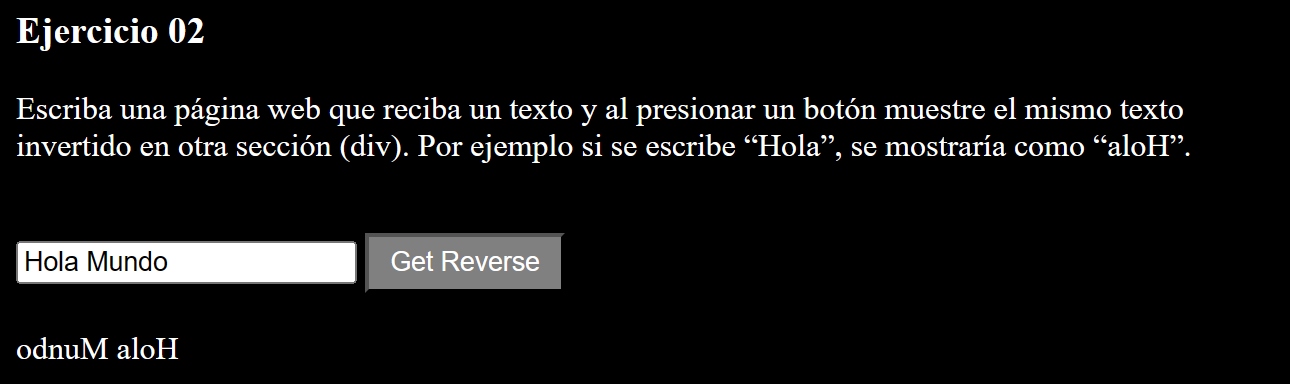 Ejercicio 02
Escriba una página web que reciba un texto y al presionar un botón muestre el mismo texto
invertido en otra sección (div). Por ejemplo si se escribe “Hola”, se mostraría como “aloH”.
Hola Mundo Get Reverse
odnuM aloH